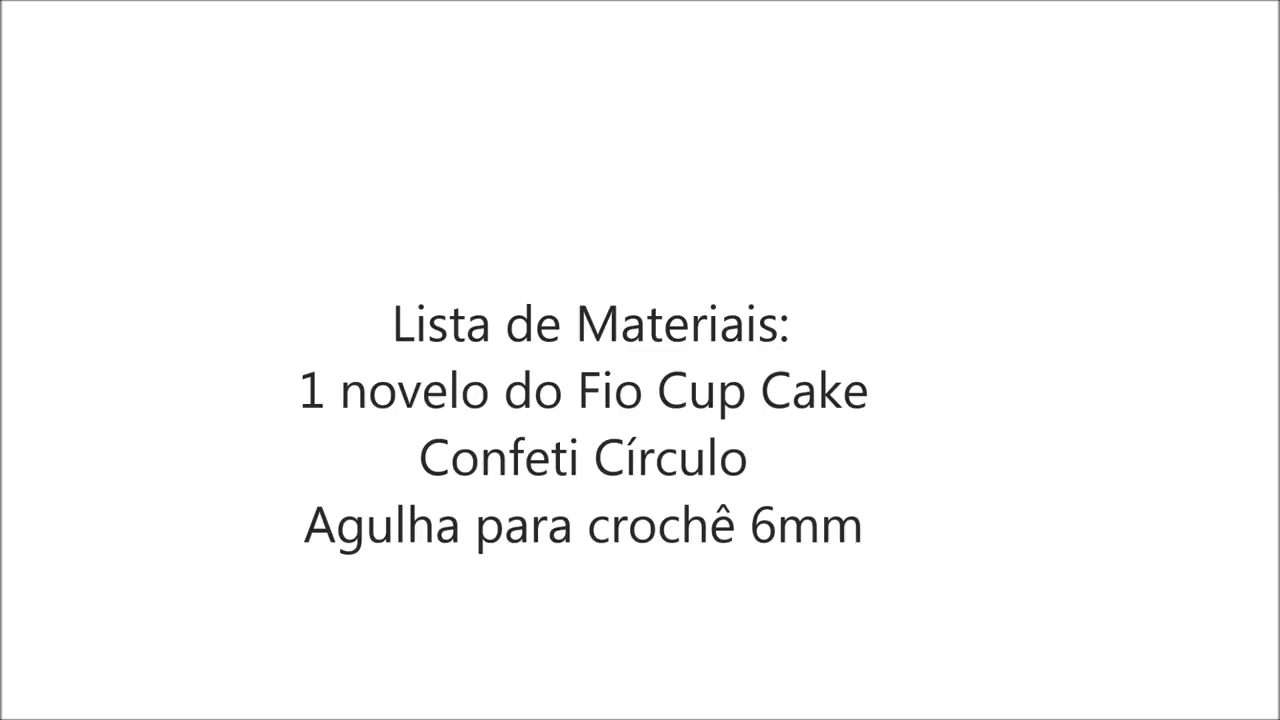 Lista de Materiais:
1 novelo do Fio Cup Cake
Confeti Círculo
Agulha para crochê 6mm